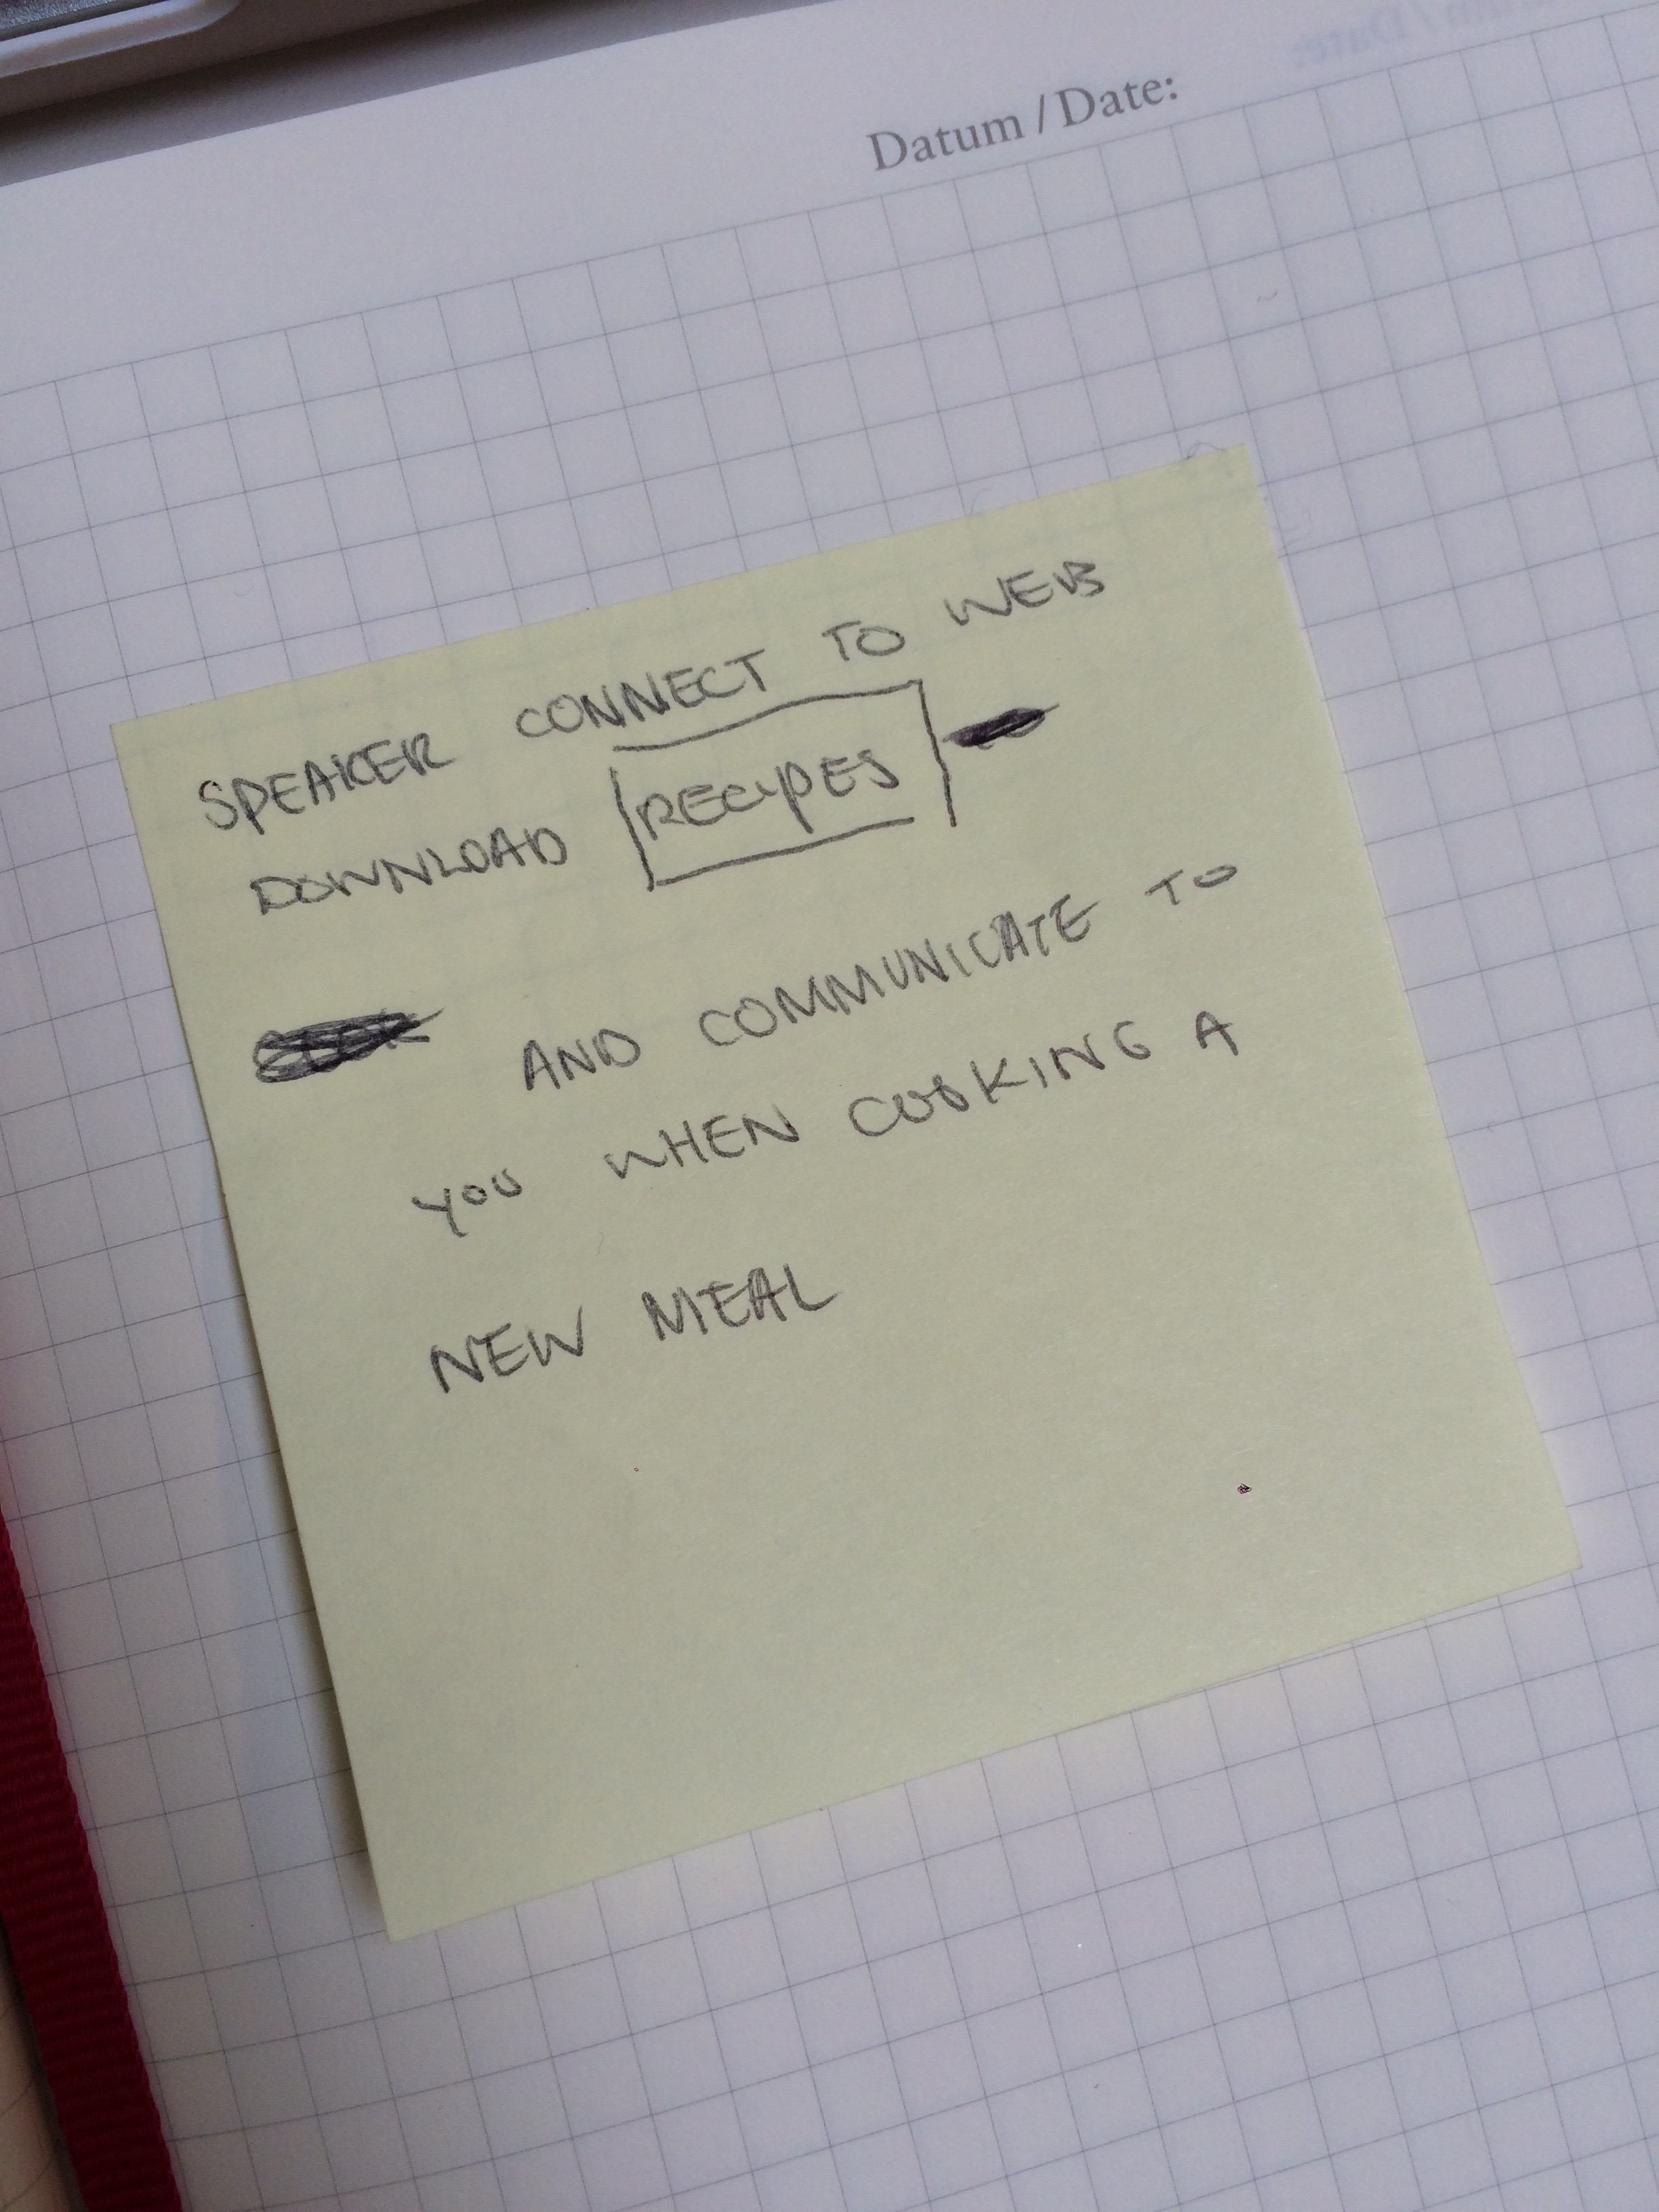 Datum / Date:
SPEAKER CONNECT TO WEB
DOWNLOAD RECIPES
AND COMMUNICATE TO
YOU WHEN COOKING A
NEW MEAL